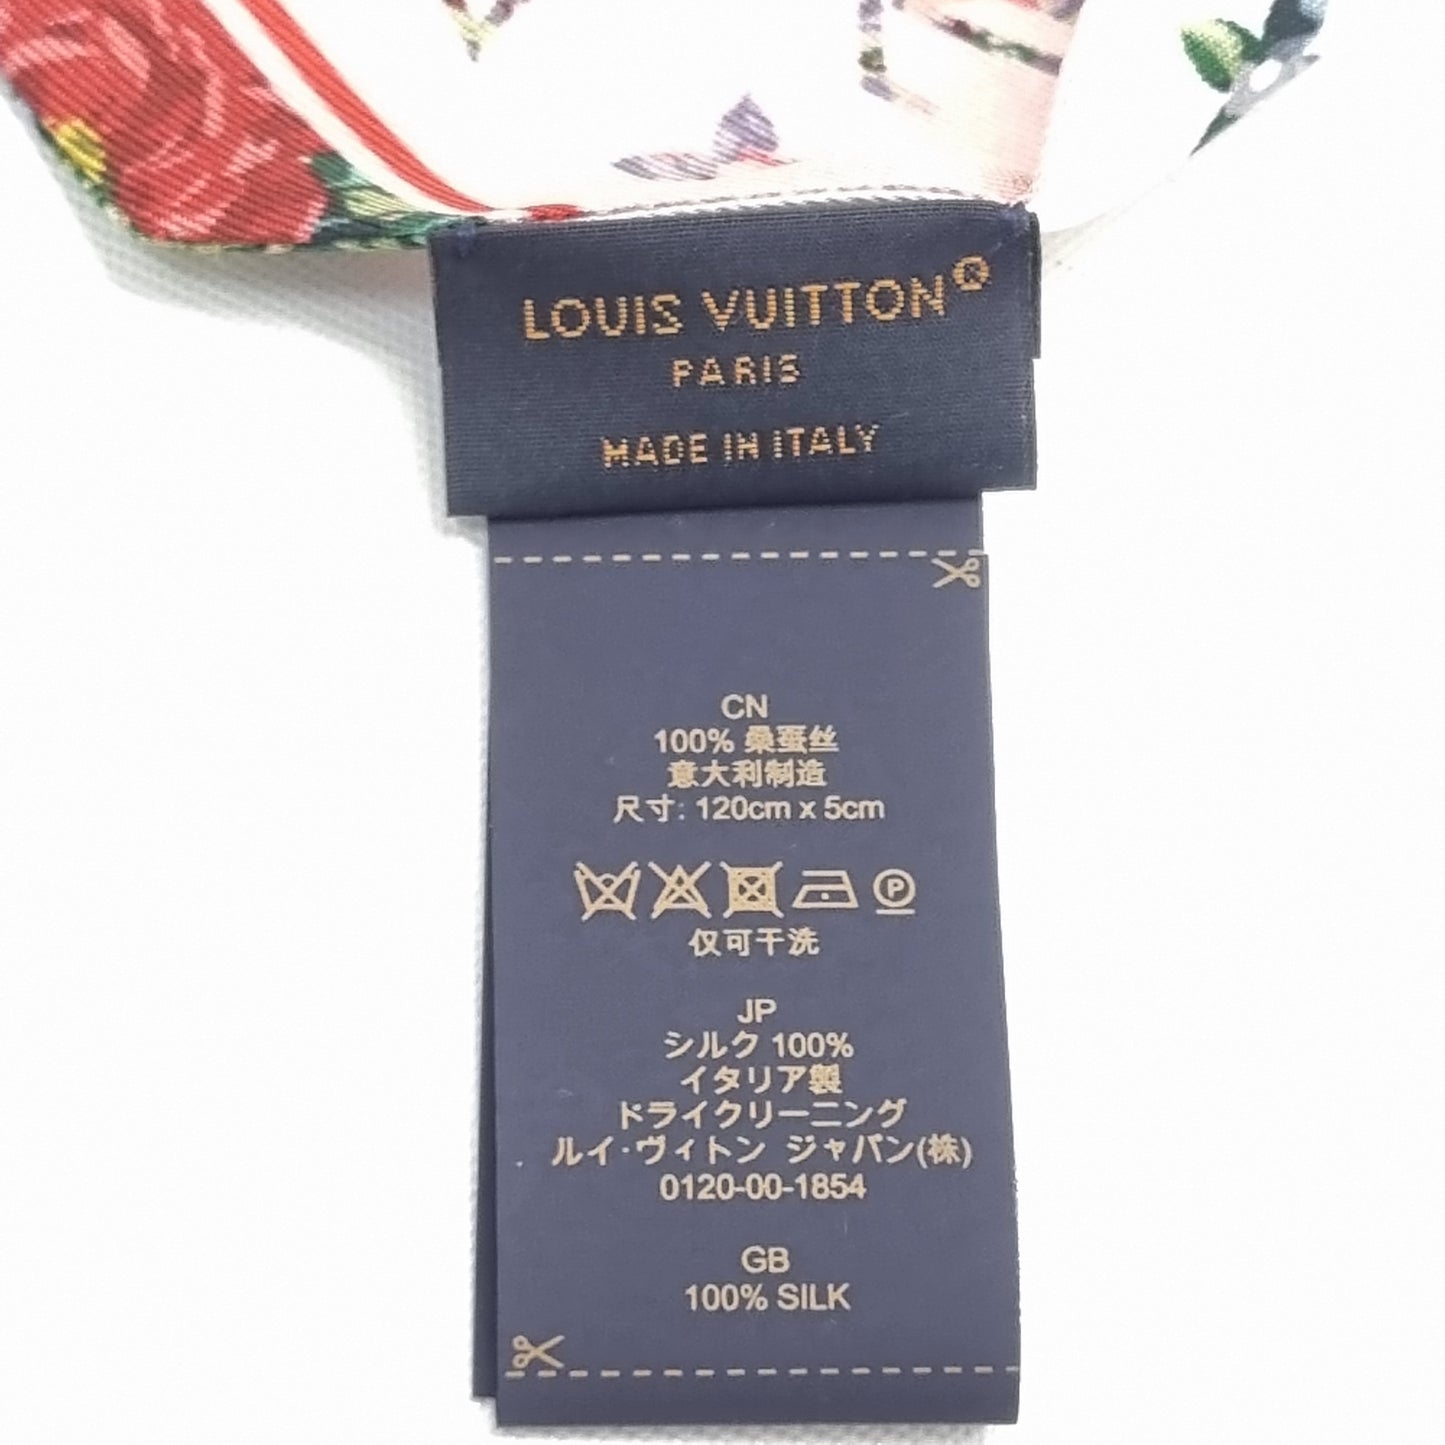 LOUIS VUITTON®
PARIS
MADE IN ITALY
CN
100% 桑蚕丝
意大利制造
尺寸: 120cm x 5cm
P
仅可干洗
JP
シルク 100%
イタリア製
ドライクリーニング
ルイ·ヴィトン ジャパン(株)
0120-00-1854
GB
100% SILK